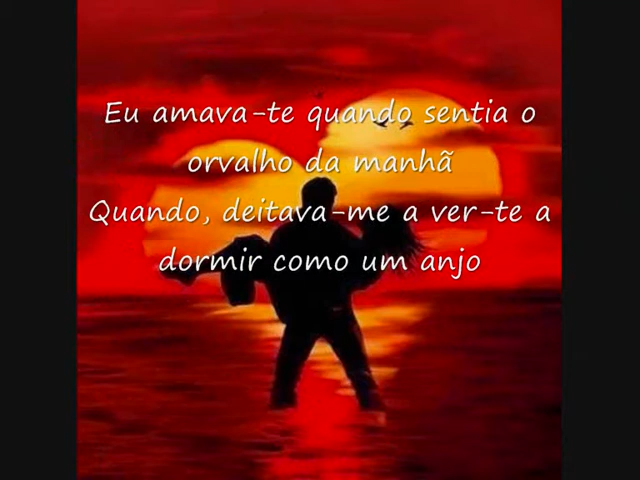 Eu amava-te quando sentia o
orvalho da manhã
Quando, deitava-me a ver-te a
dormir como um anjo